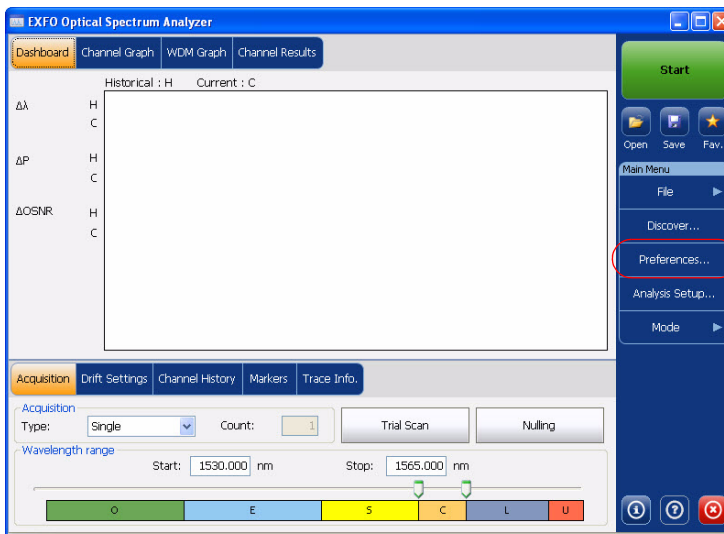 EXFO Optical Spectrum Analyzer
Dashboard Channel Graph WDM Graph Channel Results
Historical : H Current : C
Δλ H
C
ΔP H
C
ΔOSNR H
C
Start
Open Save Fav.
Main Menu
File
Discover...
Preferences...
Analysis Setup...
Mode
Acquisition Drift Settings Channel History Markers Trace Info.
Acquisition
Type: Single Count: 1 Trial Scan Nulling
Wavelength range
Start: 1530.000 nm Stop: 1565.000 nm
O E S C L U